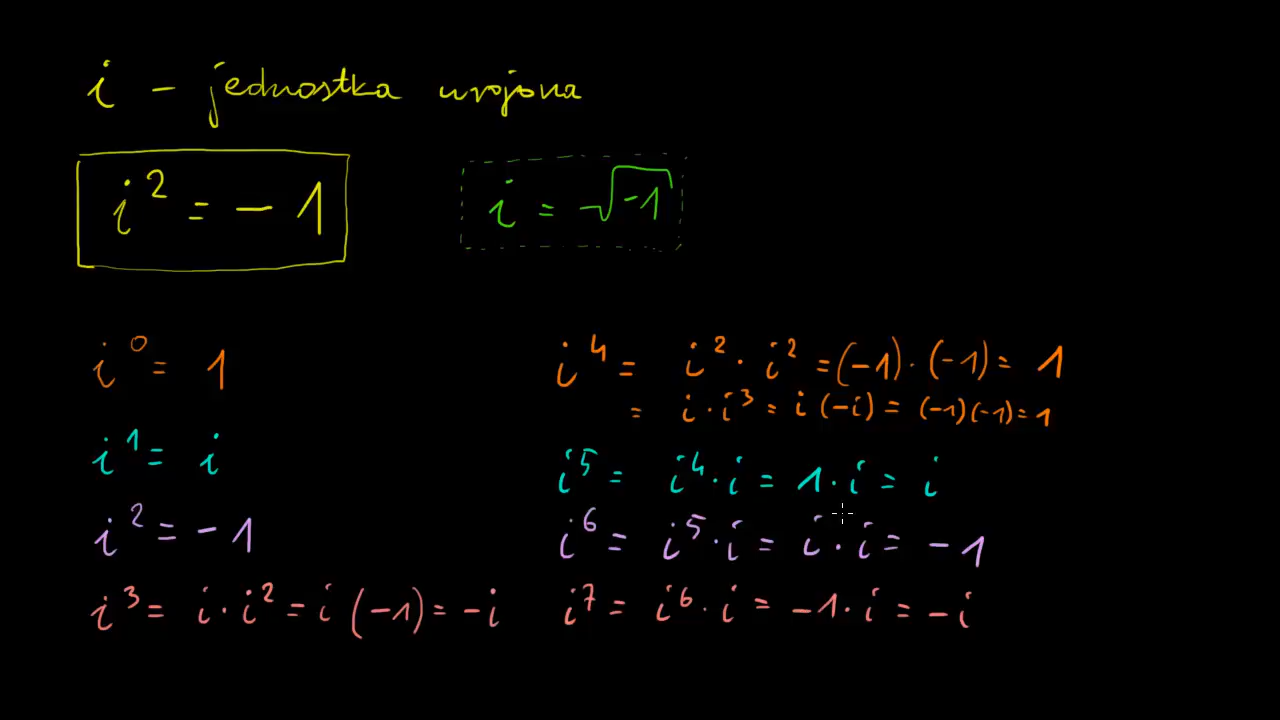 i - jednostka urojona
i² = - 1
i = √-1
i⁰ = 1
i¹ = i
i² = - 1
i³ = i · i² = i (-1) = - i
i⁴ = i² · i² = (-1) · (-1) = 1
= i · i³ = i (-i) = (-1)(-1) = 1
i⁵ = i⁴ · i = 1 · i = i
i⁶ = i⁵ · i = i · i = - 1
i⁷ = i⁶ · i = - 1 · i = - i